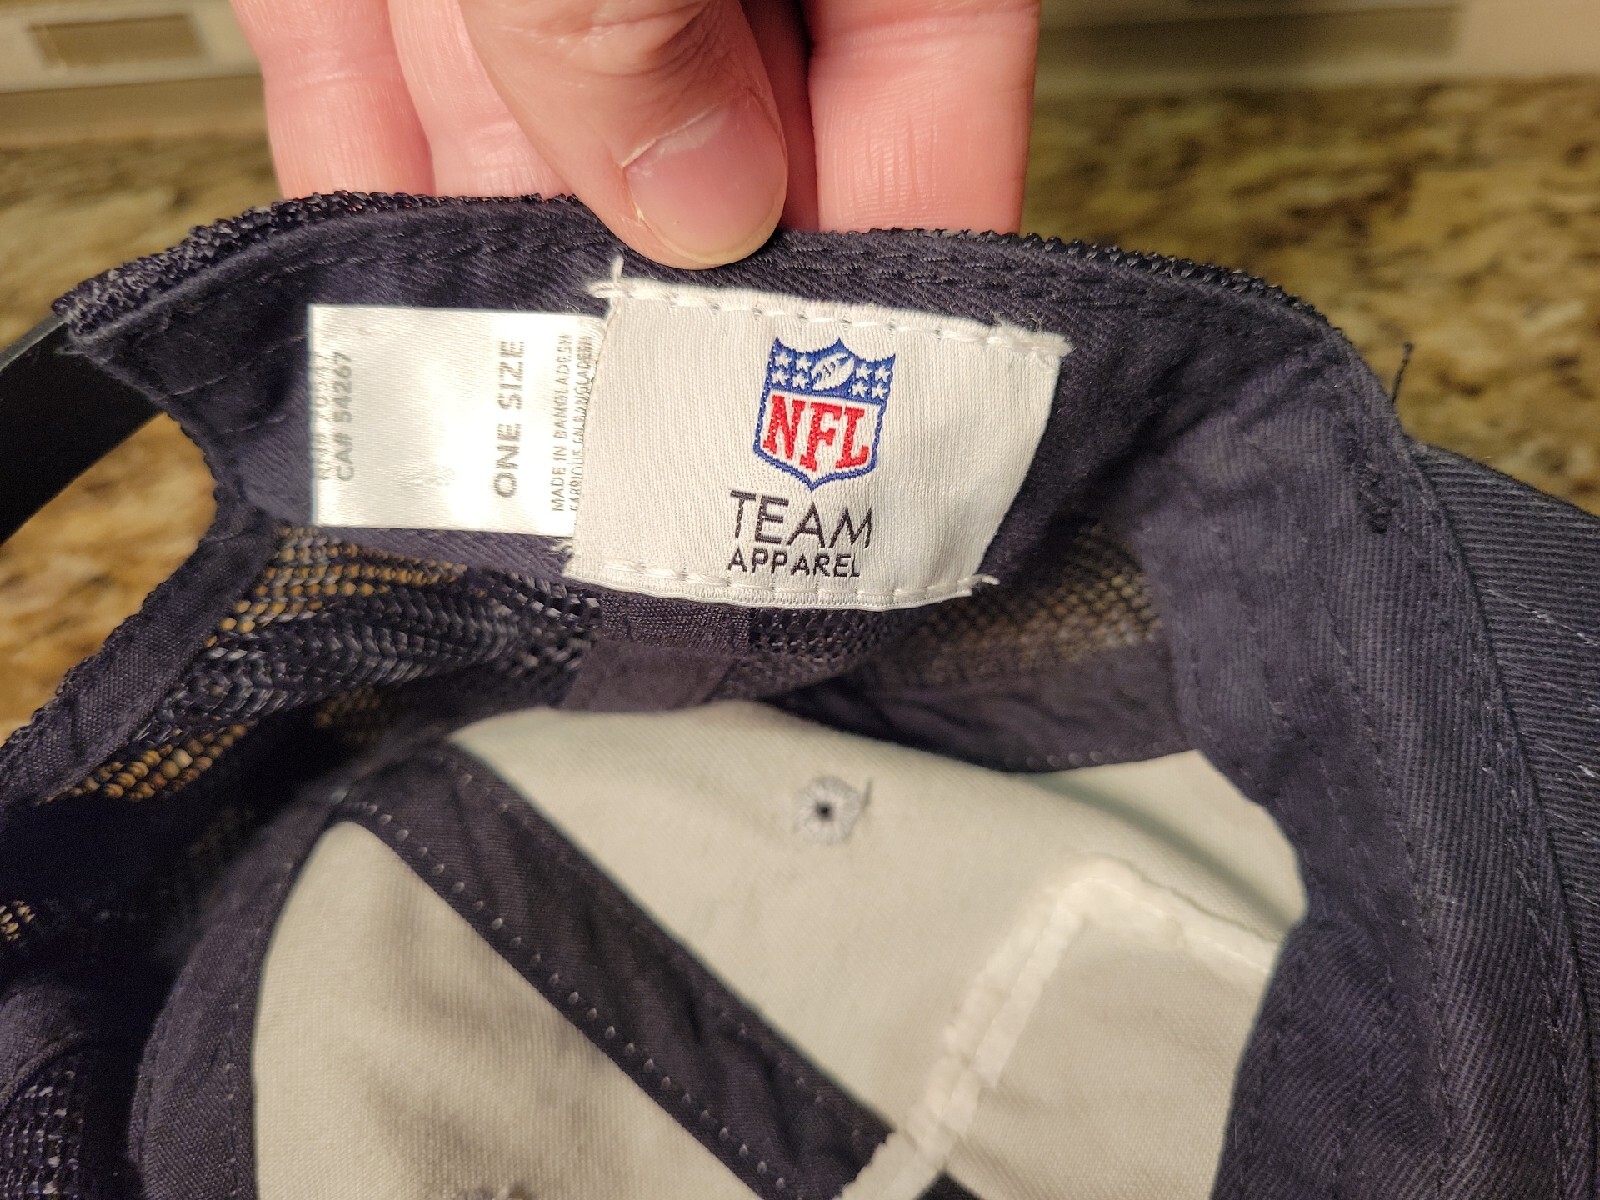 CA# 54267
ONE SIZE
MADE IN BANGLADESH
NFL
TEAM
APPAREL